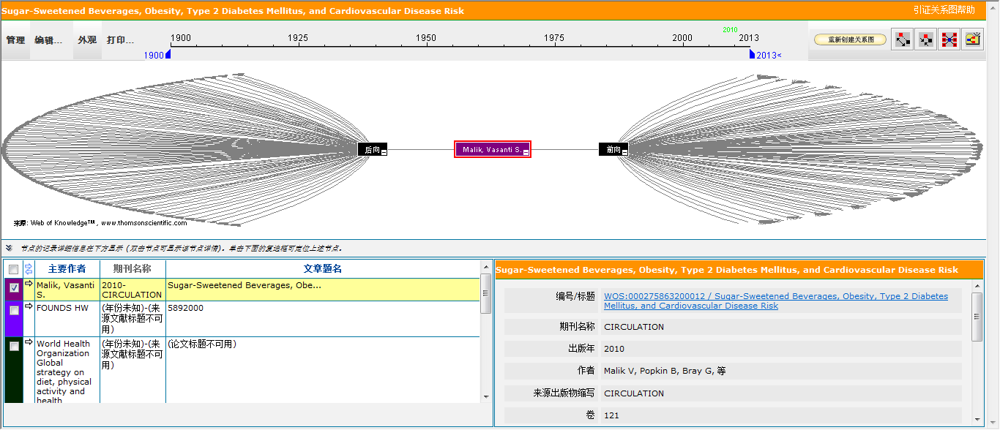 Sugar-Sweetened Beverages, Obesity, Type 2 Diabetes Mellitus, and Cardiovascular Disease Risk
引证关系图帮助
管理 编辑... 外观 打印...
1900 1925 1950 1975 2000 2010 2013
1900 2013<
重新创建关系图
后向 Malik, Vasanti S. 前向
来源: Web of Knowledge™, www.thomsonscientific.com
节点的记录详细信息在下方显示 (双击节点可显示该节点详情)。单击下面的复选框可定位上述节点。
主要作者 期刊名称 文章题名
Malik, Vasanti S.
2010-CIRCULATION
Sugar-Sweetened Beverages, Obe...
FOUNDS HW
(年份未知)-(来源文献标题不可用)
5892000
World Health Organization Global strategy on diet, physical activity and health
(年份未知)-(来源文献标题不可用)
(论文标题不可用)
Sugar-Sweetened Beverages, Obesity, Type 2 Diabetes Mellitus, and Cardiovascular Disease Risk
编号/标题 WOS:000275863200012 / Sugar-Sweetened Beverages, Obesity, Type 2 Diabetes
Mellitus, and Cardiovascular Disease Risk
期刊名称 CIRCULATION
出版年 2010
作者 Malik V, Popkin B, Bray G, 等
来源出版物缩写 CIRCULATION
卷 121